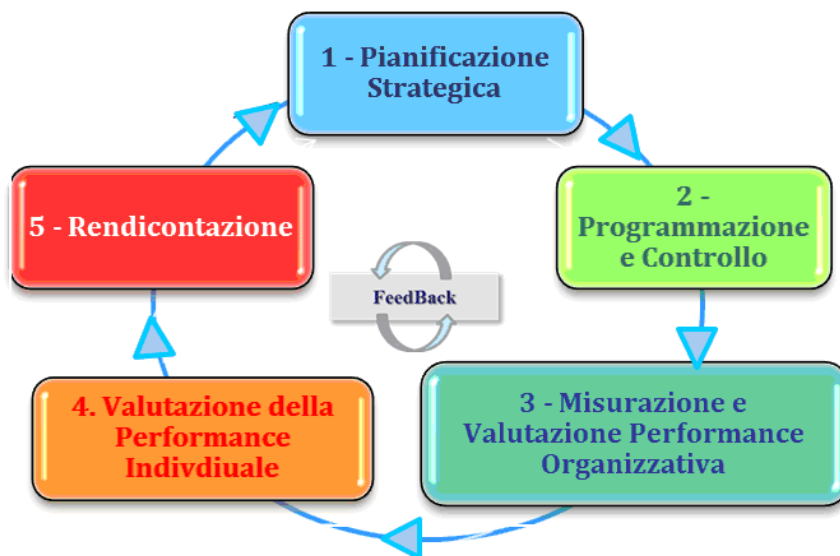 1 - Pianificazione
Strategica
2 -
Programmazione
e Controllo
3 - Misurazione e
Valutazione Performance
Organizzativa
4. Valutazione della
Performance
Indivdiuale
5 - Rendicontazione
FeedBack